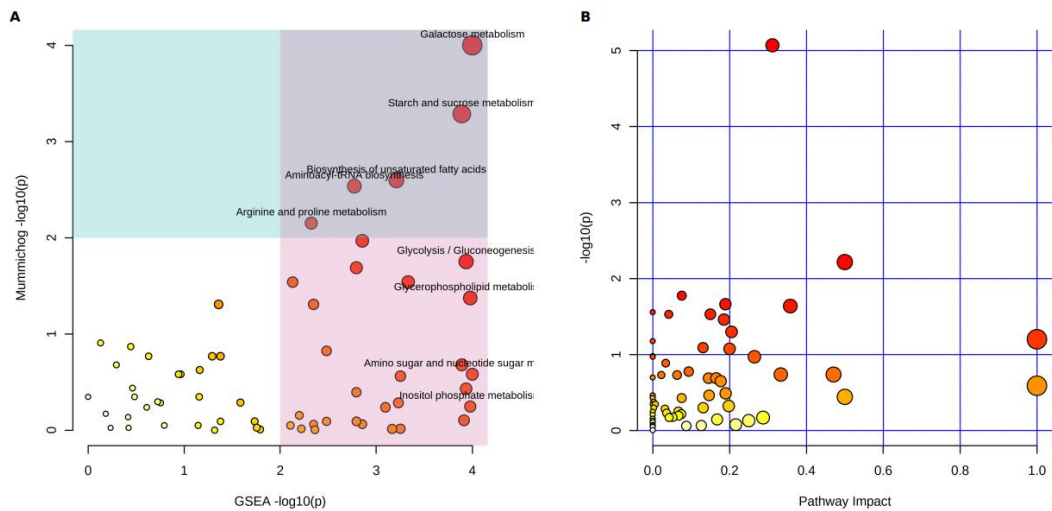 A
Mummichog -log10(p)
4
3
2
1
0
Galactose metabolism
Starch and sucrose metabolism
Biosynthesis of unsaturated fatty acids
Aminoacyl-tRNA biosynthesis
Arginine and proline metabolism
Glycolysis / Gluconeogenesis
Glycerophospholipid metabolis
Amino sugar and nucleotide sugar m
Inositol phosphate metabolis
0 1 2 3 4
GSEA -log10(p)
B
-log10(p)
5
4
3
2
1
0
0.0 0.2 0.4 0.6 0.8 1.0
Pathway Impact